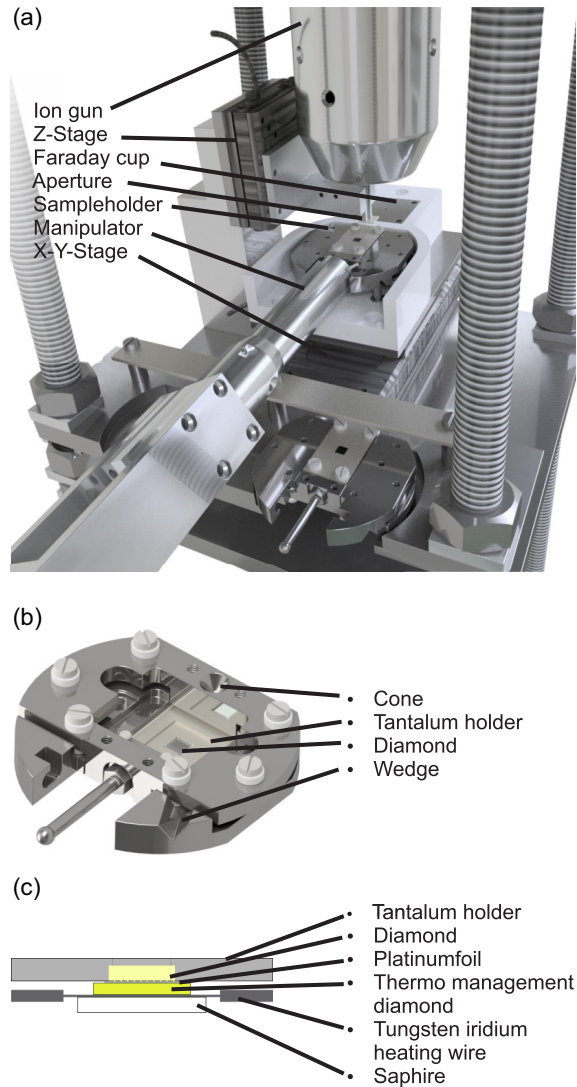 (a)
Ion gun
Z-Stage
Faraday cup
Aperture
Sampleholder
Manipulator
X-Y-Stage
(b)
• Cone
• Tantalum holder
• Diamond
• Wedge
(c)
• Tantalum holder
• Diamond
• Platinumfoil
• Thermo management
diamond
• Tungsten iridium
heating wire
• Saphire